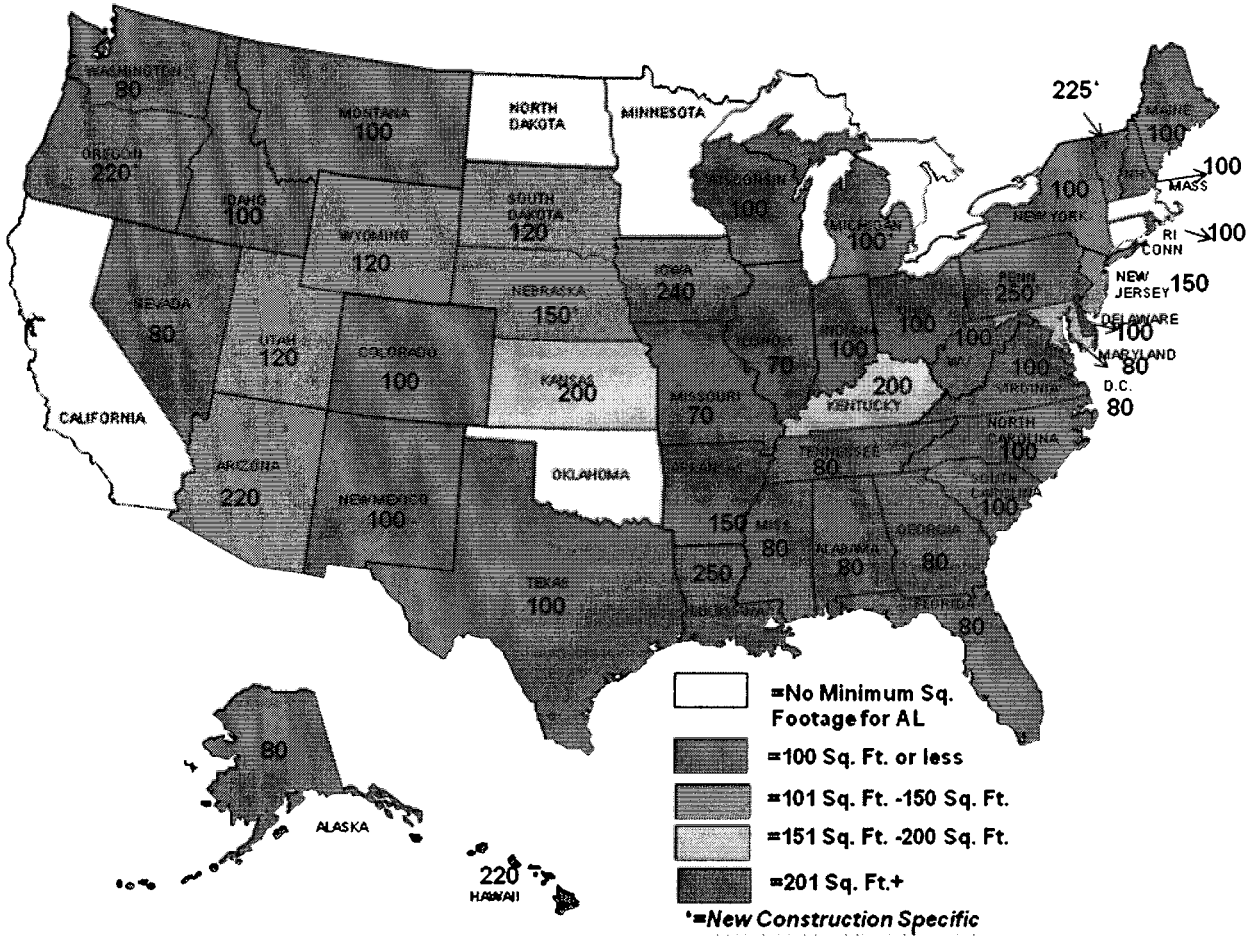 WASHINGTON
80
OREGON
220*
CALIFORNIA
NEVADA
80
IDAHO
100
MONTANA
100
WYOMING
120
UTAH
120
COLORADO
100
ARIZONA
220
NEW MEXICO
100
NORTH
DAKOTA
SOUTH
DAKOTA
120
NEBRASKA
150*
KANSAS
200
OKLAHOMA
TEXAS
100
MINNESOTA
IOWA
240
MISSOURI
70
ARKANSAS
150
250
LOUISIANA
WISCONSIN
100
ILLINOIS
70
MICHIGAN
100*
INDIANA
100
100
200
KENTUCKY
TENNESSEE
80
MISS
80
ALABAMA
80
GEORGIA
80
FLORIDA
80
SOUTH
CAROLINA
100
NORTH
CAROLINA
100
100
VIRGINIA
100
WV
PENN
250*
100
NEW YORK
225*
NH
MAINE
100
100
MASS
RI
100
CONN
NEW
JERSEY 150
DELAWARE
100
MARYLAND
80
D.C.
80
80
ALASKA
220
HAWAII
=No Minimum Sq.
Footage for AL
=100 Sq. Ft. or less
=101 Sq. Ft. -150 Sq. Ft.
=151 Sq. Ft. -200 Sq. Ft.
=201 Sq. Ft.+
*=New Construction Specific